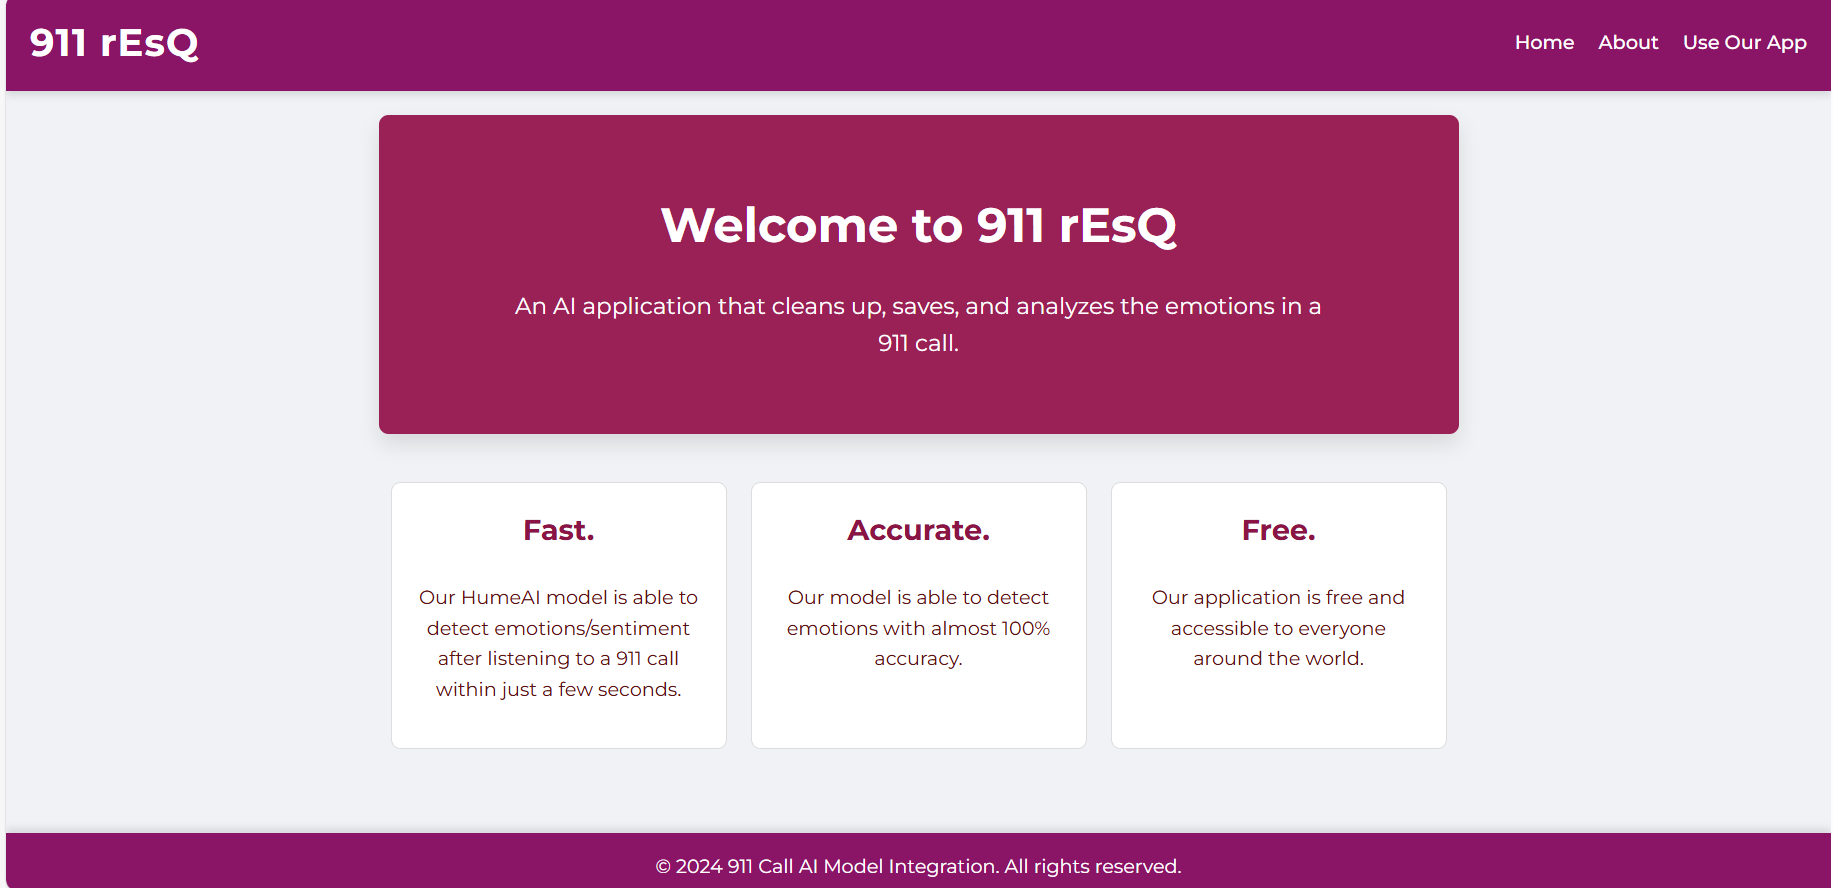 911 rEsQ
Home About Use Our App
Welcome to 911 rEsQ
An AI application that cleans up, saves, and analyzes the emotions in a
911 call.
Fast.
Our HumeAI model is able to
detect emotions/sentiment
after listening to a 911 call
within just a few seconds.
Accurate.
Our model is able to detect
emotions with almost 100%
accuracy.
Free.
Our application is free and
accessible to everyone
around the world.
© 2024 911 Call AI Model Integration. All rights reserved.